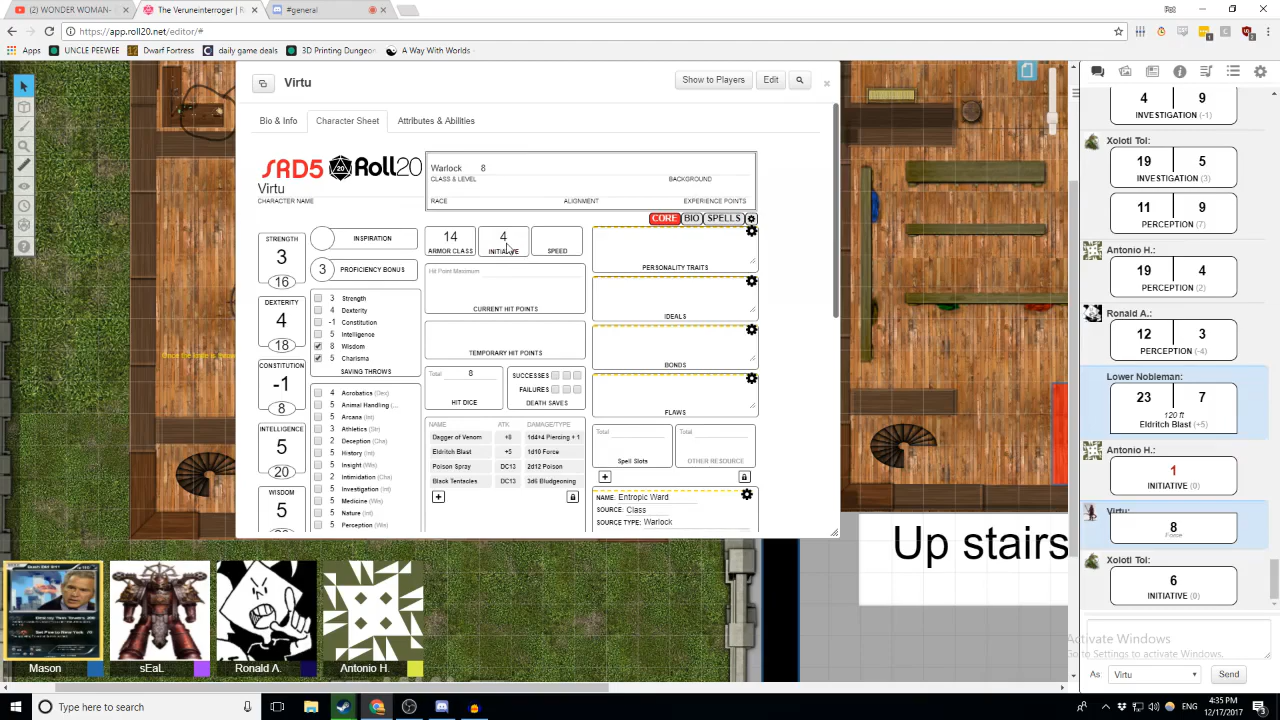 (2) WONDER WOMAN-
The Veruneinterroger | R
#general
https://app.roll20.net/editor/#
Apps
UNCLE PEEWEE
Dwarf Fortress
daily game deals
3D Printing Dungeon
A Way With Words
Virtu
Show to Players
Edit
Bio & Info
Character Sheet
Attributes & Abilities
SRD5 Roll20
Virtu
CHARACTER NAME
Warlock 8
CLASS & LEVEL
BACKGROUND
RACE
ALIGNMENT
EXPERIENCE POINTS
CORE
BIO
SPELLS
STRENGTH
3
16
DEXTERITY
4
18
CONSTITUTION
-1
8
INTELLIGENCE
5
20
WISDOM
5
INSPIRATION
3
PROFICIENCY BONUS
3 Strength
4 Dexterity
-1 Constitution
5 Intelligence
8 Wisdom
5 Charisma
SAVING THROWS
4 Acrobatics (Dex)
5 Animal Handling (...
5 Arcana (Int)
3 Athletics (Str)
2 Deception (Cha)
5 History (Int)
5 Insight (Wis)
2 Intimidation (Cha)
5 Investigation (Int)
5 Medicine (Wis)
5 Nature (Int)
5 Perception (Wis)
14
ARMOR CLASS
4
INITIATIVE
SPEED
Hit Point Maximum
CURRENT HIT POINTS
TEMPORARY HIT POINTS
Total 8
HIT DICE
SUCCESSES
FAILURES
DEATH SAVES
NAME ATK DAMAGE/TYPE
Dagger of Venom +8 1d4+4 Piercing + 1
Eldritch Blast +5 1d10 Force
Poison Spray DC13 2d12 Poison
Black Tentacles DC13 3d6 Bludgeoning
PERSONALITY TRAITS
IDEALS
BONDS
FLAWS
Total
Spell Slots
Total
OTHER RESOURCE
NAME: Entropic Ward
SOURCE: Class
SOURCE TYPE: Warlock
Once the knife is
Up stairs
Mason
sEaL
Ronald A.
Antonio H.
4 9
INVESTIGATION (-1)
Xoloti Tol:
19 5
INVESTIGATION (3)
11 9
PERCEPTION (7)
Antonio H.:
19 4
PERCEPTION (2)
Ronald A.:
12 3
PERCEPTION (-4)
Lower Nobleman:
23 7
120 ft
Eldritch Blast (+5)
Antonio H.:
1
INITIATIVE (0)
Virtu:
8
Force
Xoloti Tol:
6
INITIATIVE (0)
Activate Windows
Go to Settings to activate Windows.
As: Virtu
Send
Type here to search
ENG
4:35 PM
12/17/2017